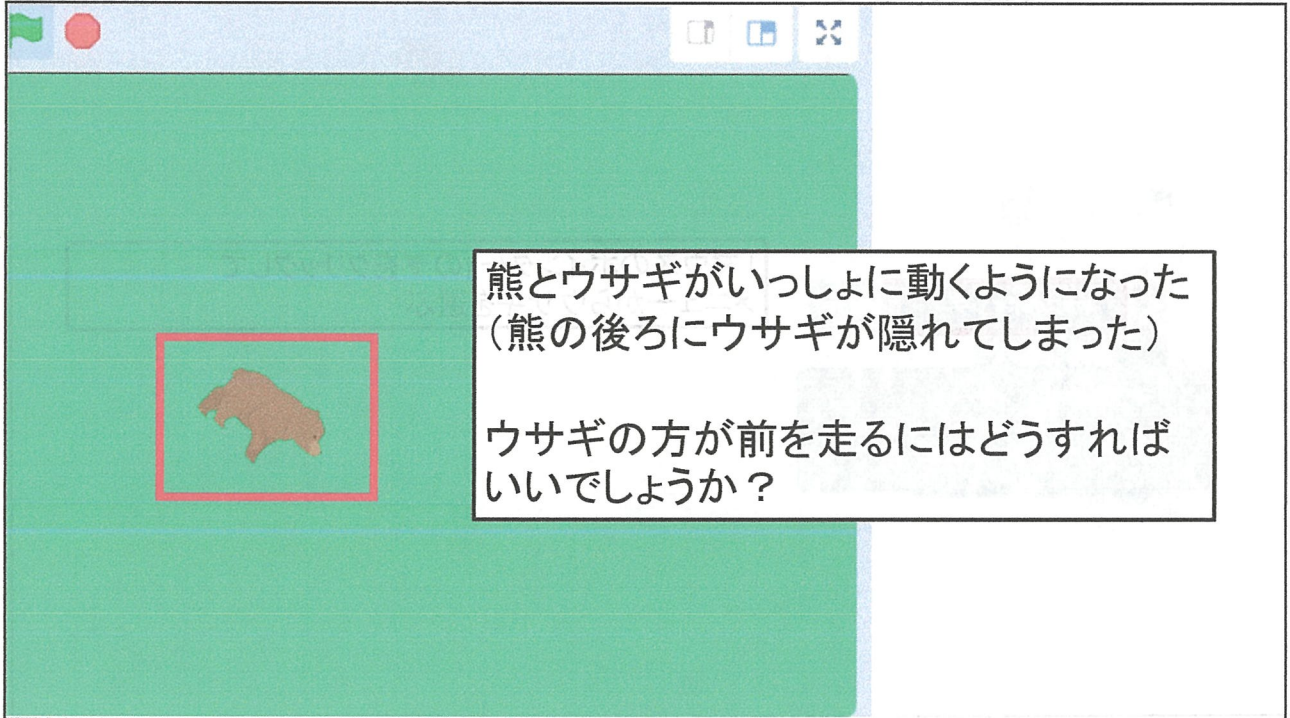 熊とウサギがいっしょに動くようになった
（熊の後ろにウサギが隠れてしまった）
ウサギの方が前を走るにはどうすれば
いいでしょうか？